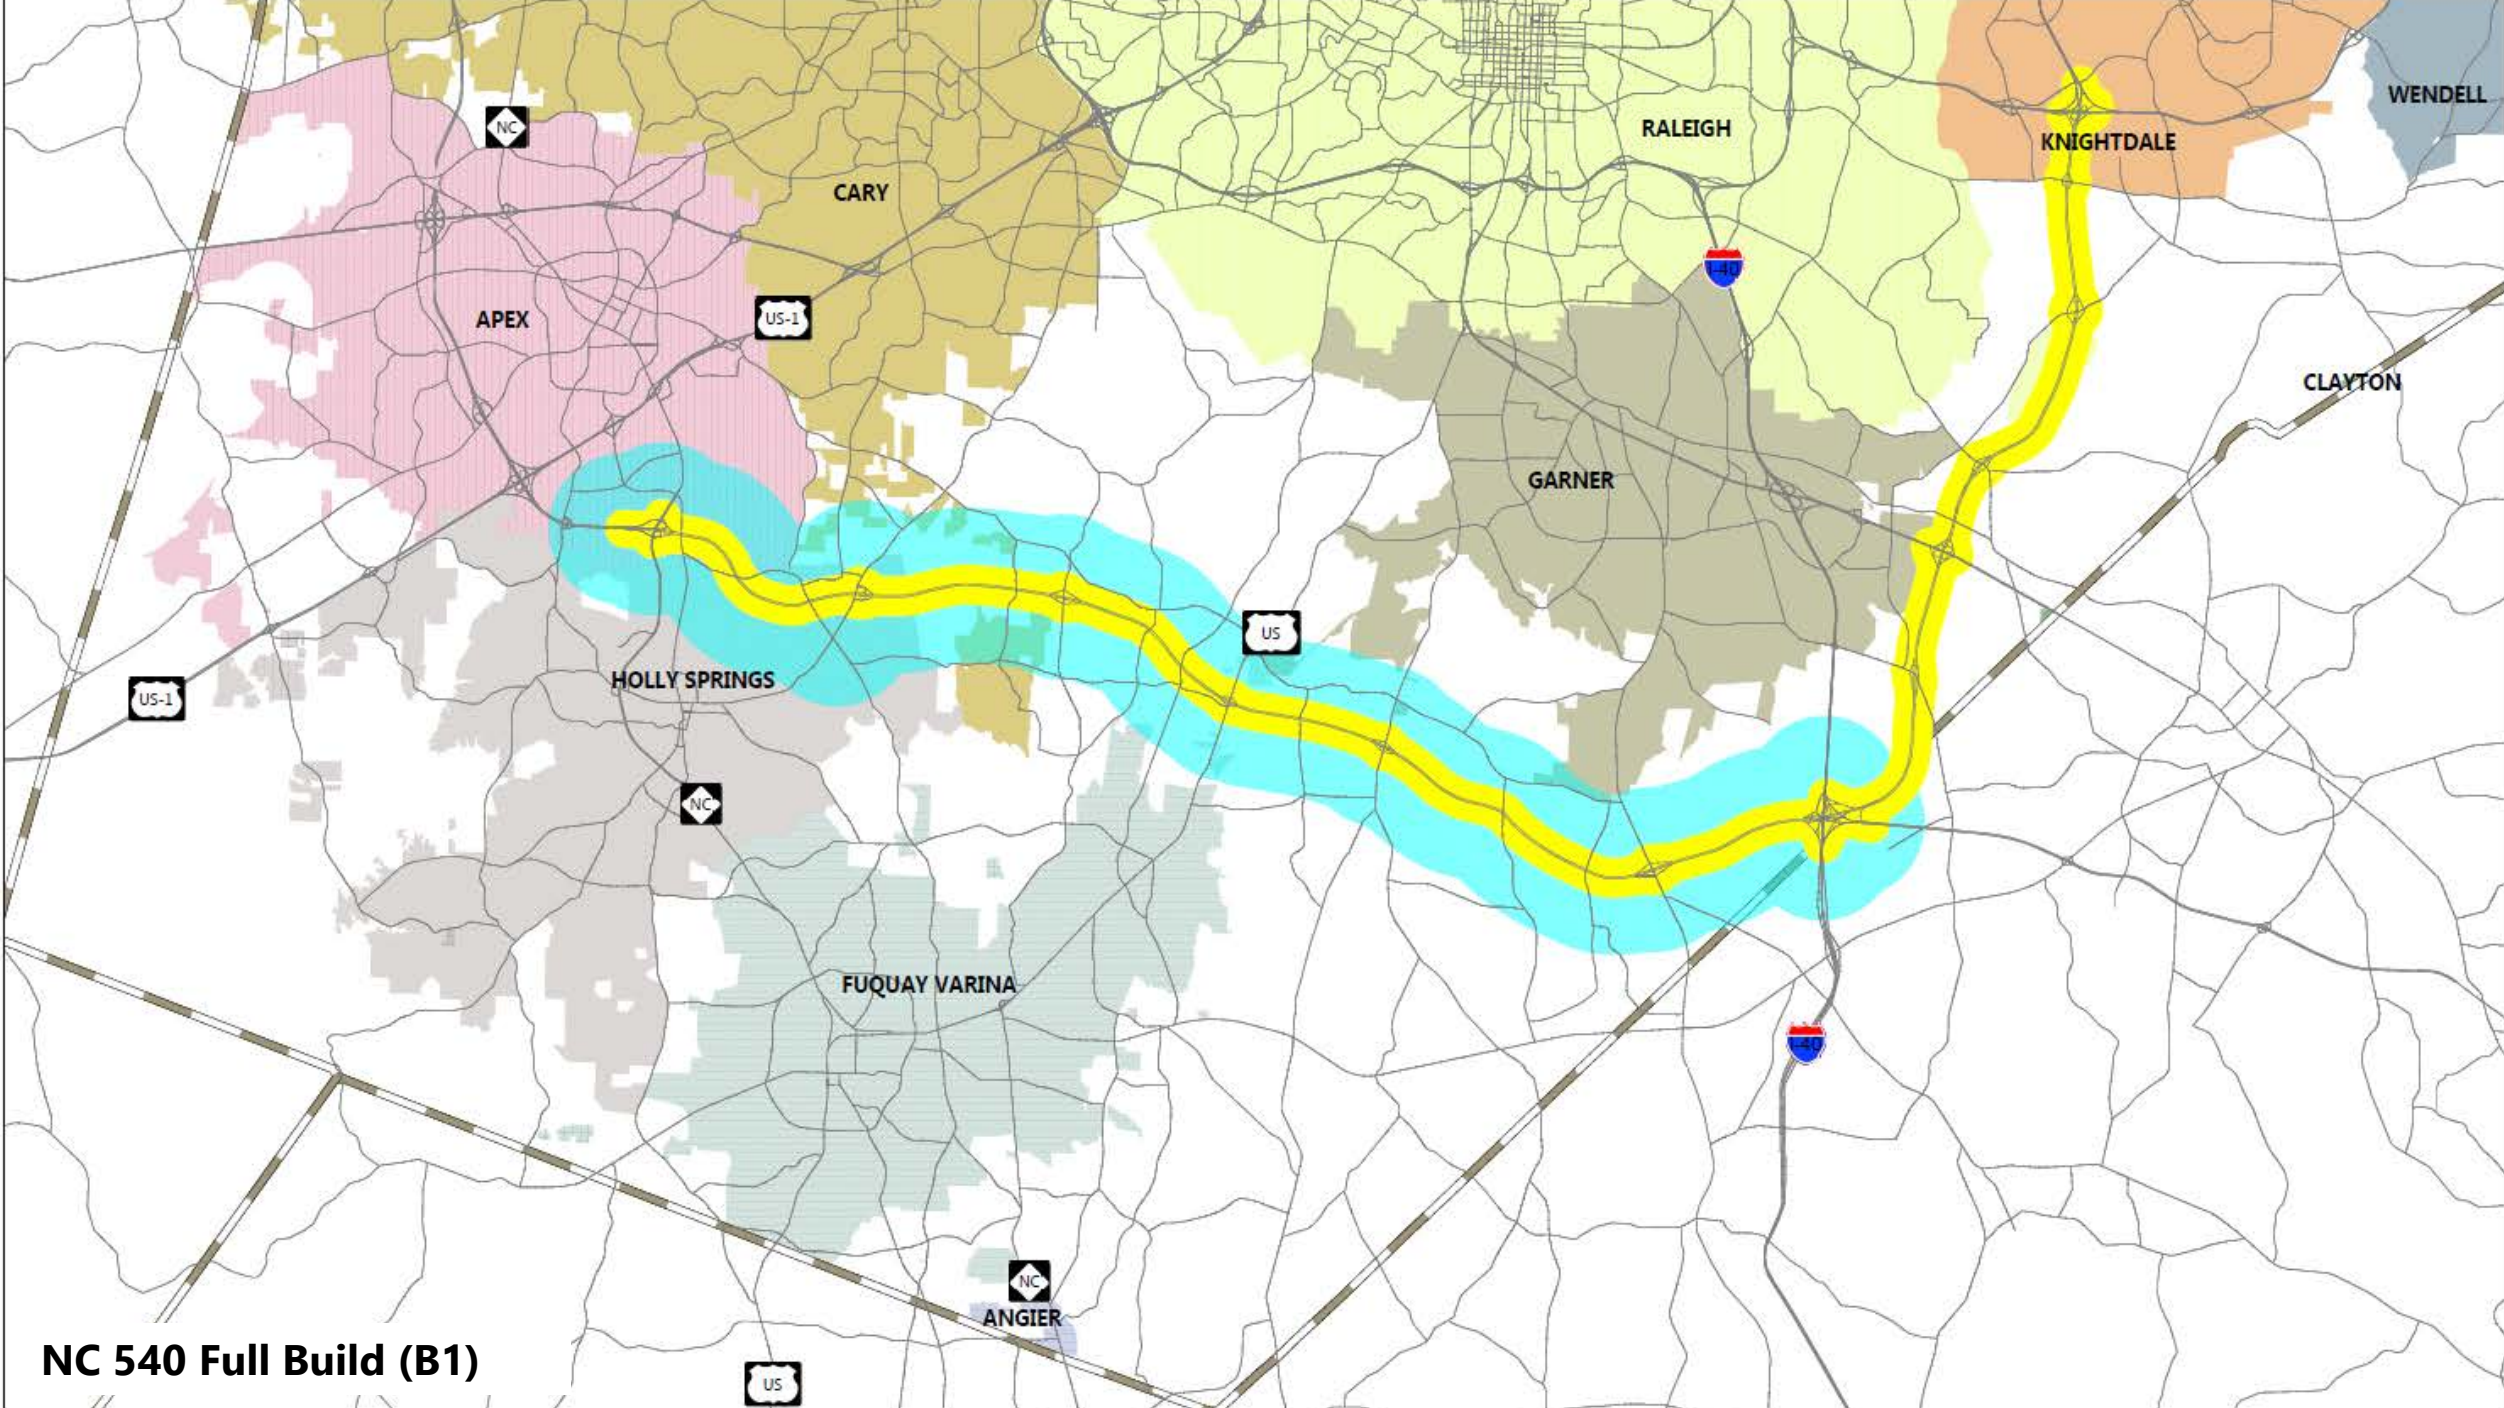 WENDELL
NC
RALEIGH
KNIGHTDALE
CARY
I-40
APEX
US-1
CLAYTON
GARNER
US
HOLLY SPRINGS
US-1
NC
FUQUAY VARINA
I-40
NC
ANGIER
NC 540 Full Build (B1)
US